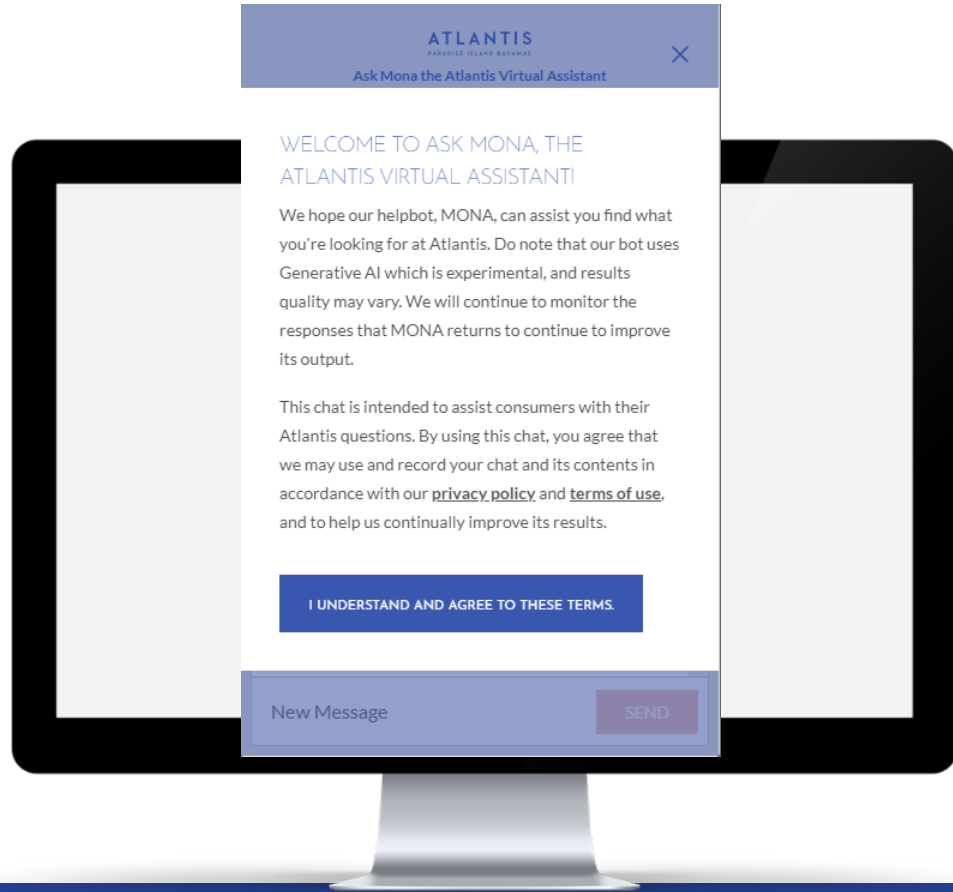 ATLANTIS
PARADISE ISLAND BAHAMAS
Ask Mona the Atlantis Virtual Assistant
WELCOME TO ASK MONA, THE
ATLANTIS VIRTUAL ASSISTANT!
We hope our helpbot, MONA, can assist you find what
you're looking for at Atlantis. Do note that our bot uses
Generative AI which is experimental, and results
quality may vary. We will continue to monitor the
responses that MONA returns to continue to improve
its output.
This chat is intended to assist consumers with their
Atlantis questions. By using this chat, you agree that
we may use and record your chat and its contents in
accordance with our privacy policy and terms of use,
and to help us continually improve its results.
I UNDERSTAND AND AGREE TO THESE TERMS.
New Message
SEND